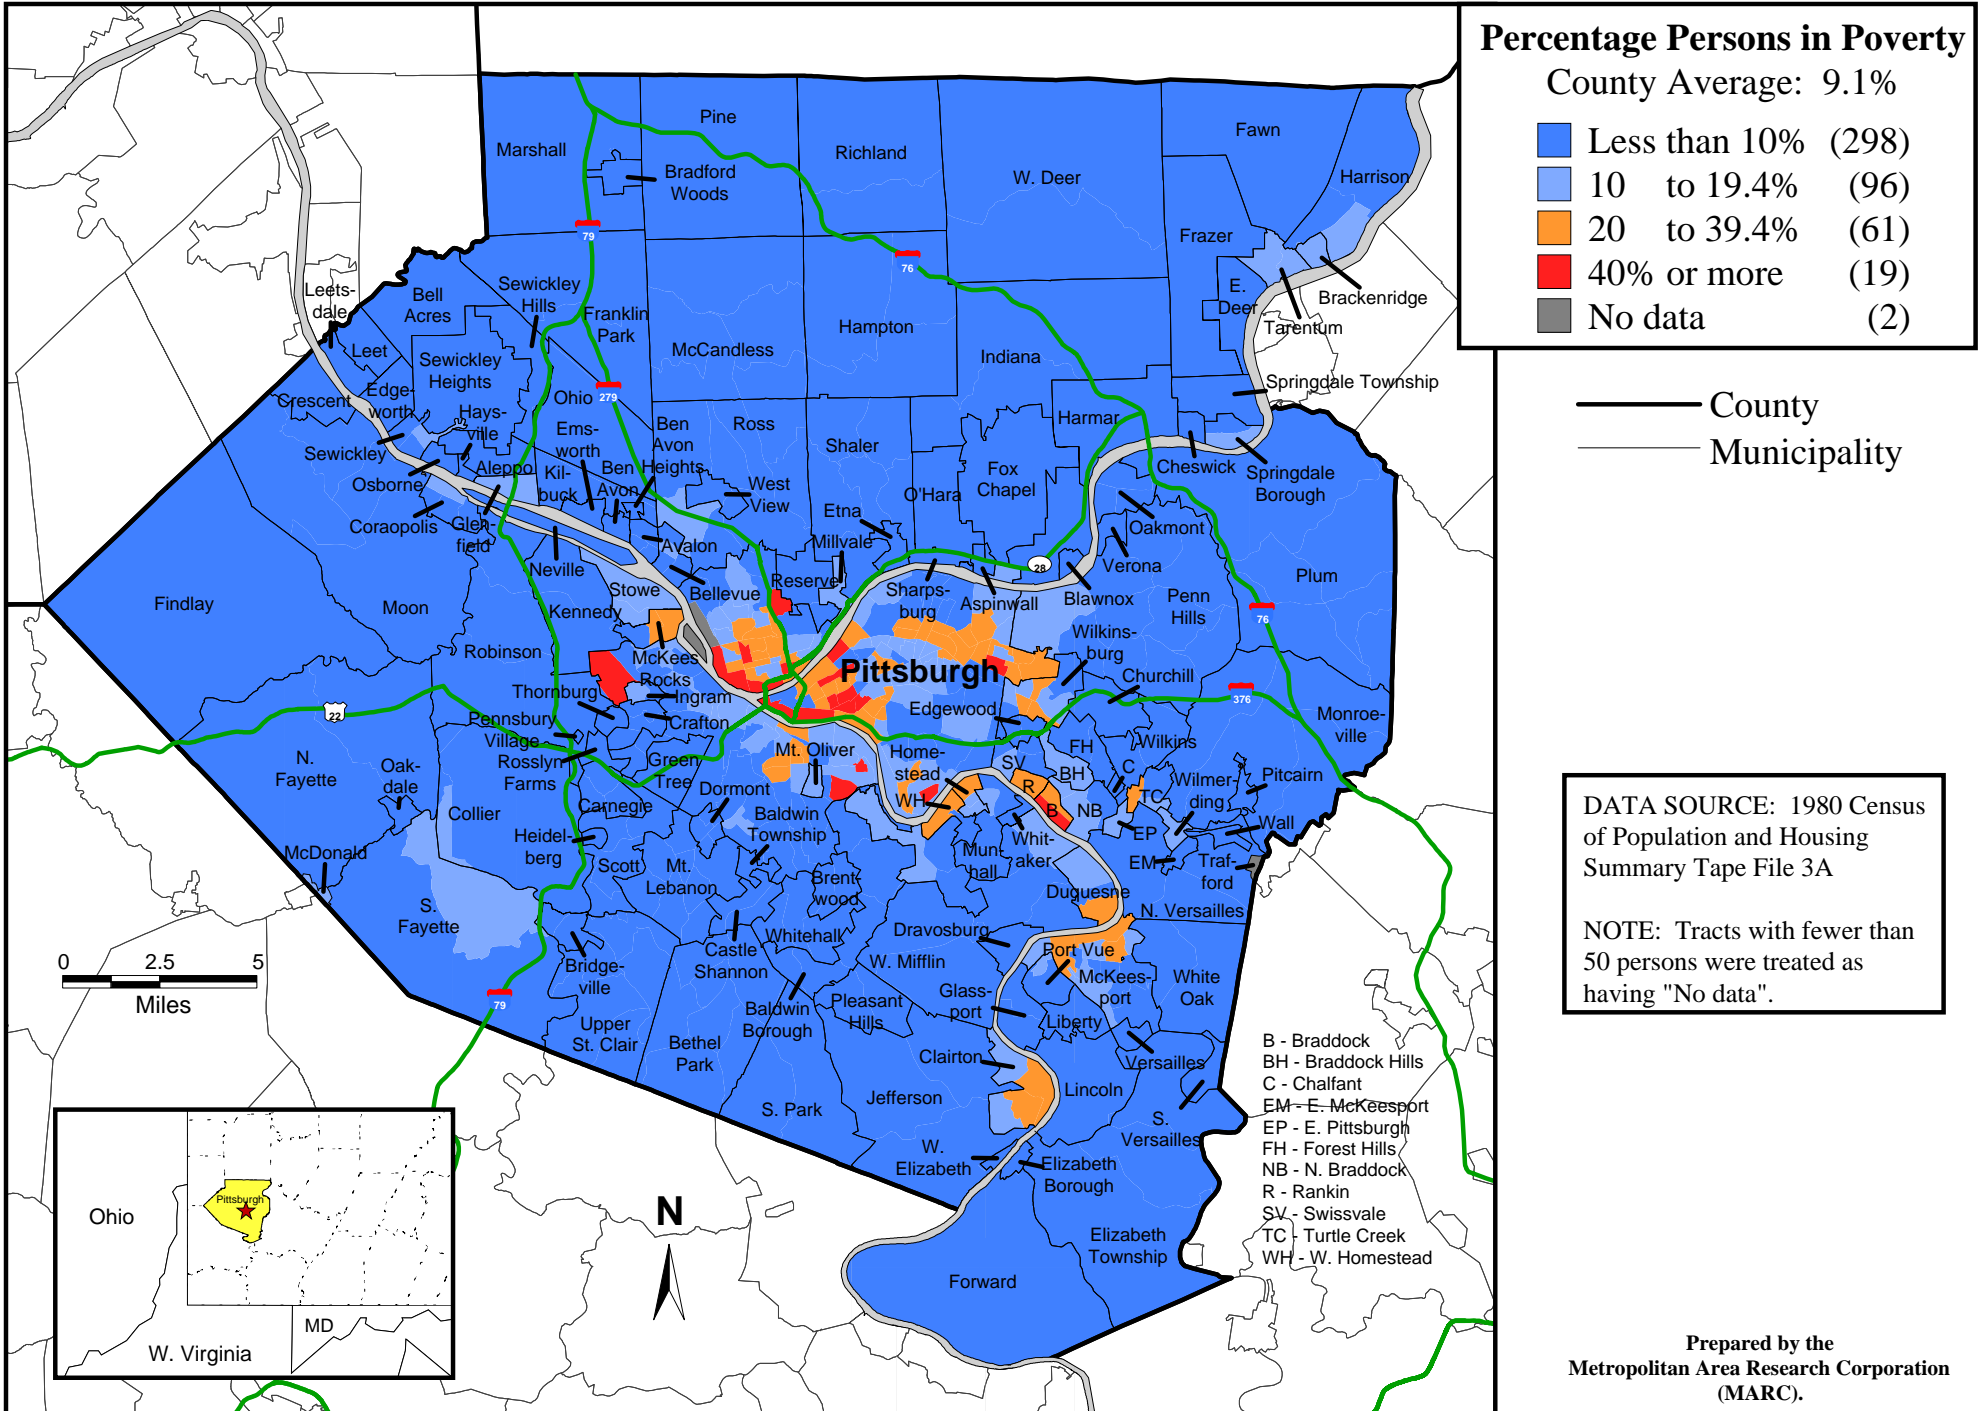 Percentage Persons in Poverty
County Average: 9.1%
Less than 10% (298)
10 to 19.4% (96)
20 to 39.4% (61)
40% or more (19)
No data (2)
County
Municipality
DATA SOURCE: 1980 Census
of Population and Housing
Summary Tape File 3A
NOTE: Tracts with fewer than
50 persons were treated as
having "No data".
Prepared by the
Metropolitan Area Research Corporation
(MARC).
Marshall
Pine
Bradford
Woods
Richland
W. Deer
Fawn
Harrison
Frazer
E.
Deer
Brackenridge
Tarentum
Springdale Township
79
76
Leets-
dale
Bell
Acres
Sewickley
Hills
Franklin
Park
Hampton
McCandless
Indiana
Leet
Sewickley
Heights
Edge-
worth
Crescent
Hays-
ville
Ohio
279
Ems-
worth
Ben
Avon
Heights
Ross
Shaler
Harmar
Sewickley
Aleppo
Kil-
buck
Ben
Avon
West
View
O'Hara
Fox
Chapel
Cheswick
Springdale
Borough
Osborne
Coraopolis
Glen-
field
Avalon
Etna
Millvale
Oakmont
Verona
28
Neville
Stowe
Bellevue
Reserve
Sharps-
burg
Aspinwall
Blawnox
Penn
Hills
Plum
Findlay
Moon
Kennedy
76
Robinson
McKees
Rocks
Pittsburgh
Wilkins-
burg
Thornburg
Ingram
Churchill
376
22
Pennsbury
Village
Crafton
Edgewood
Monroe-
ville
N.
Fayette
Oak-
dale
Rosslyn
Farms
Green
Tree
Mt. Oliver
Home-
stead
SV
FH
BH
C
Wilkins
Wilmer-
ding
Pitcairn
Collier
Carnegie
Dormont
WH
R
B
NB
TC
EP
Wall
Heidel-
berg
Baldwin
Township
Whit-
aker
McDonald
Scott
Mt.
Lebanon
Brent-
wood
Mun-
hall
EM
Traf-
ford
S.
Fayette
Duquesne
N. Versailles
Bridge-
ville
Castle
Shannon
Whitehall
Dravosburg
Port Vue
W. Mifflin
McKees-
port
White
Oak
79
Upper
St. Clair
Bethel
Park
Baldwin
Borough
Pleasant
Hills
Glass-
port
Liberty
Clairton
Versailles
S. Park
Jefferson
Lincoln
S.
Versailles
W.
Elizabeth
Elizabeth
Borough
Elizabeth
Township
Forward
0 2.5 5
Miles
N
B - Braddock
BH - Braddock Hills
C - Chalfant
EM - E. McKeesport
EP - E. Pittsburgh
FH - Forest Hills
NB - N. Braddock
R - Rankin
SV - Swissvale
TC - Turtle Creek
WH - W. Homestead
Pittsburgh
Ohio
MD
W. Virginia